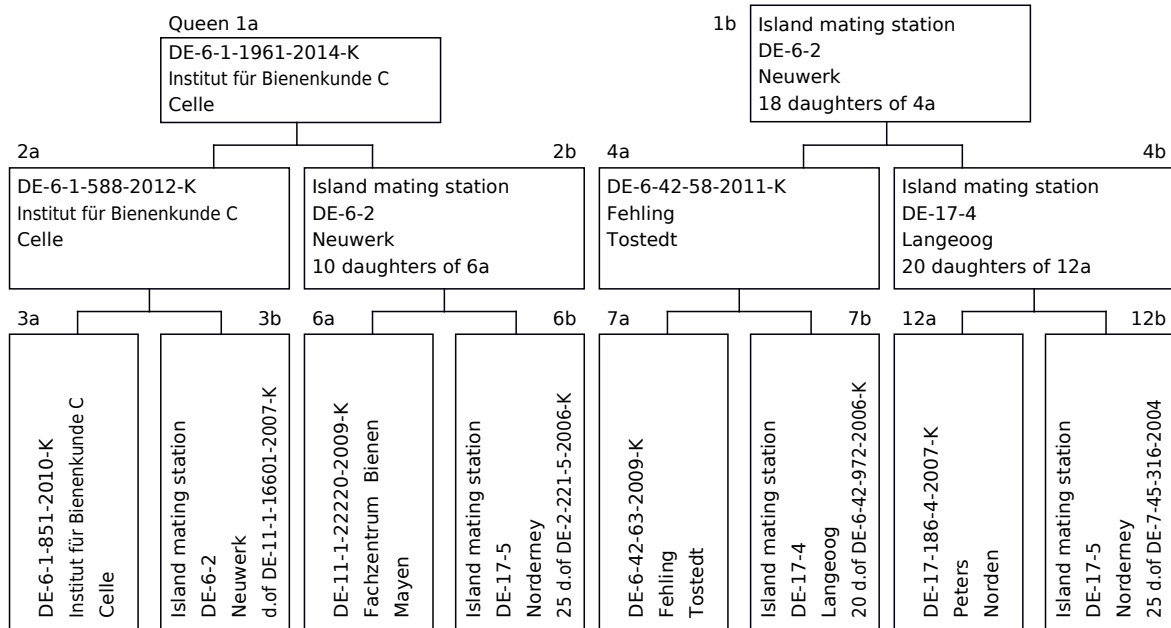 Queen 1a
DE-6-1-1961-2014-K
Institut für Bienenkunde C
Celle
1b
Island mating station
DE-6-2
Neuwerk
18 daughters of 4a
2a
DE-6-1-588-2012-K
Institut für Bienenkunde C
Celle
2b
Island mating station
DE-6-2
Neuwerk
10 daughters of 6a
4a
DE-6-42-58-2011-K
Fehling
Tostedt
4b
Island mating station
DE-17-4
Langeoog
20 daughters of 12a
3a
DE-6-1-851-2010-K
Institut für Bienenkunde C
Celle
3b
Island mating station
DE-6-2
Neuwerk
d.of DE-11-1-16601-2007-K
6a
DE-11-1-22220-2009-K
Fachzentrum Bienen
Mayen
6b
Island mating station
DE-17-5
Norderney
25 d.of DE-2-221-5-2006-K
7a
DE-6-42-63-2009-K
Fehling
Tostedt
7b
Island mating station
DE-17-4
Langeoog
20 d.of DE-6-42-972-2006-K
12a
DE-17-186-4-2007-K
Peters
Norden
12b
Island mating station
DE-17-5
Norderney
25 d.of DE-7-45-316-2004